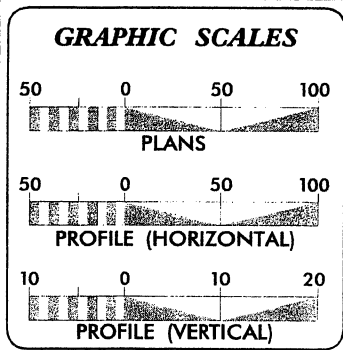 GRAPHIC SCALES
50 0 50 100
PLANS
50 0 50 100
PROFILE (HORIZONTAL)
10 0 10 20
PROFILE (VERTICAL)